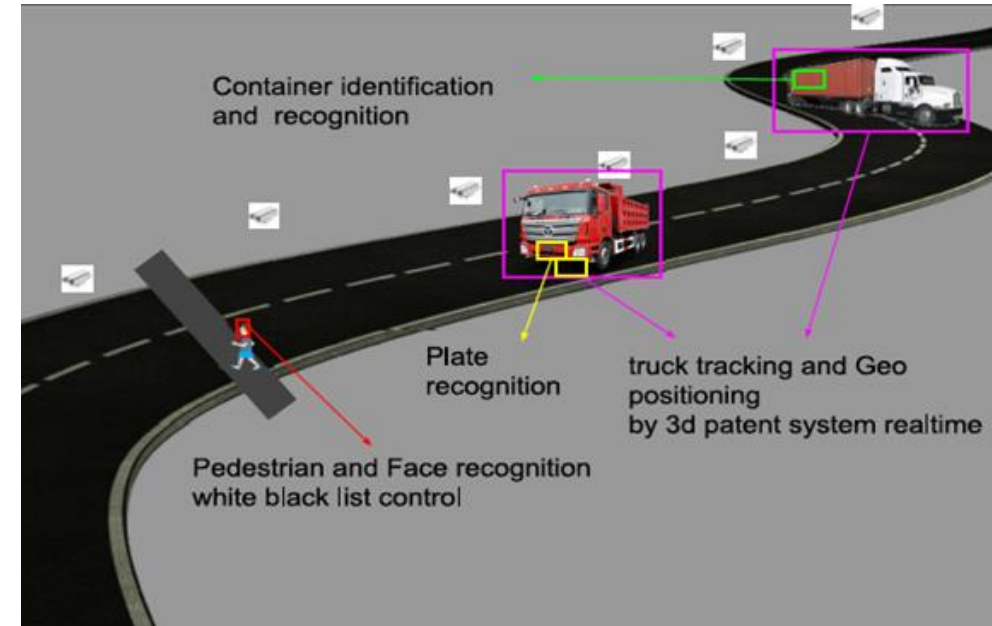 Container identification
and recognition
Plate
recognition
truck tracking and Geo
positioning
by 3d patent system realtime
Pedestrian and Face recognition
white black list control